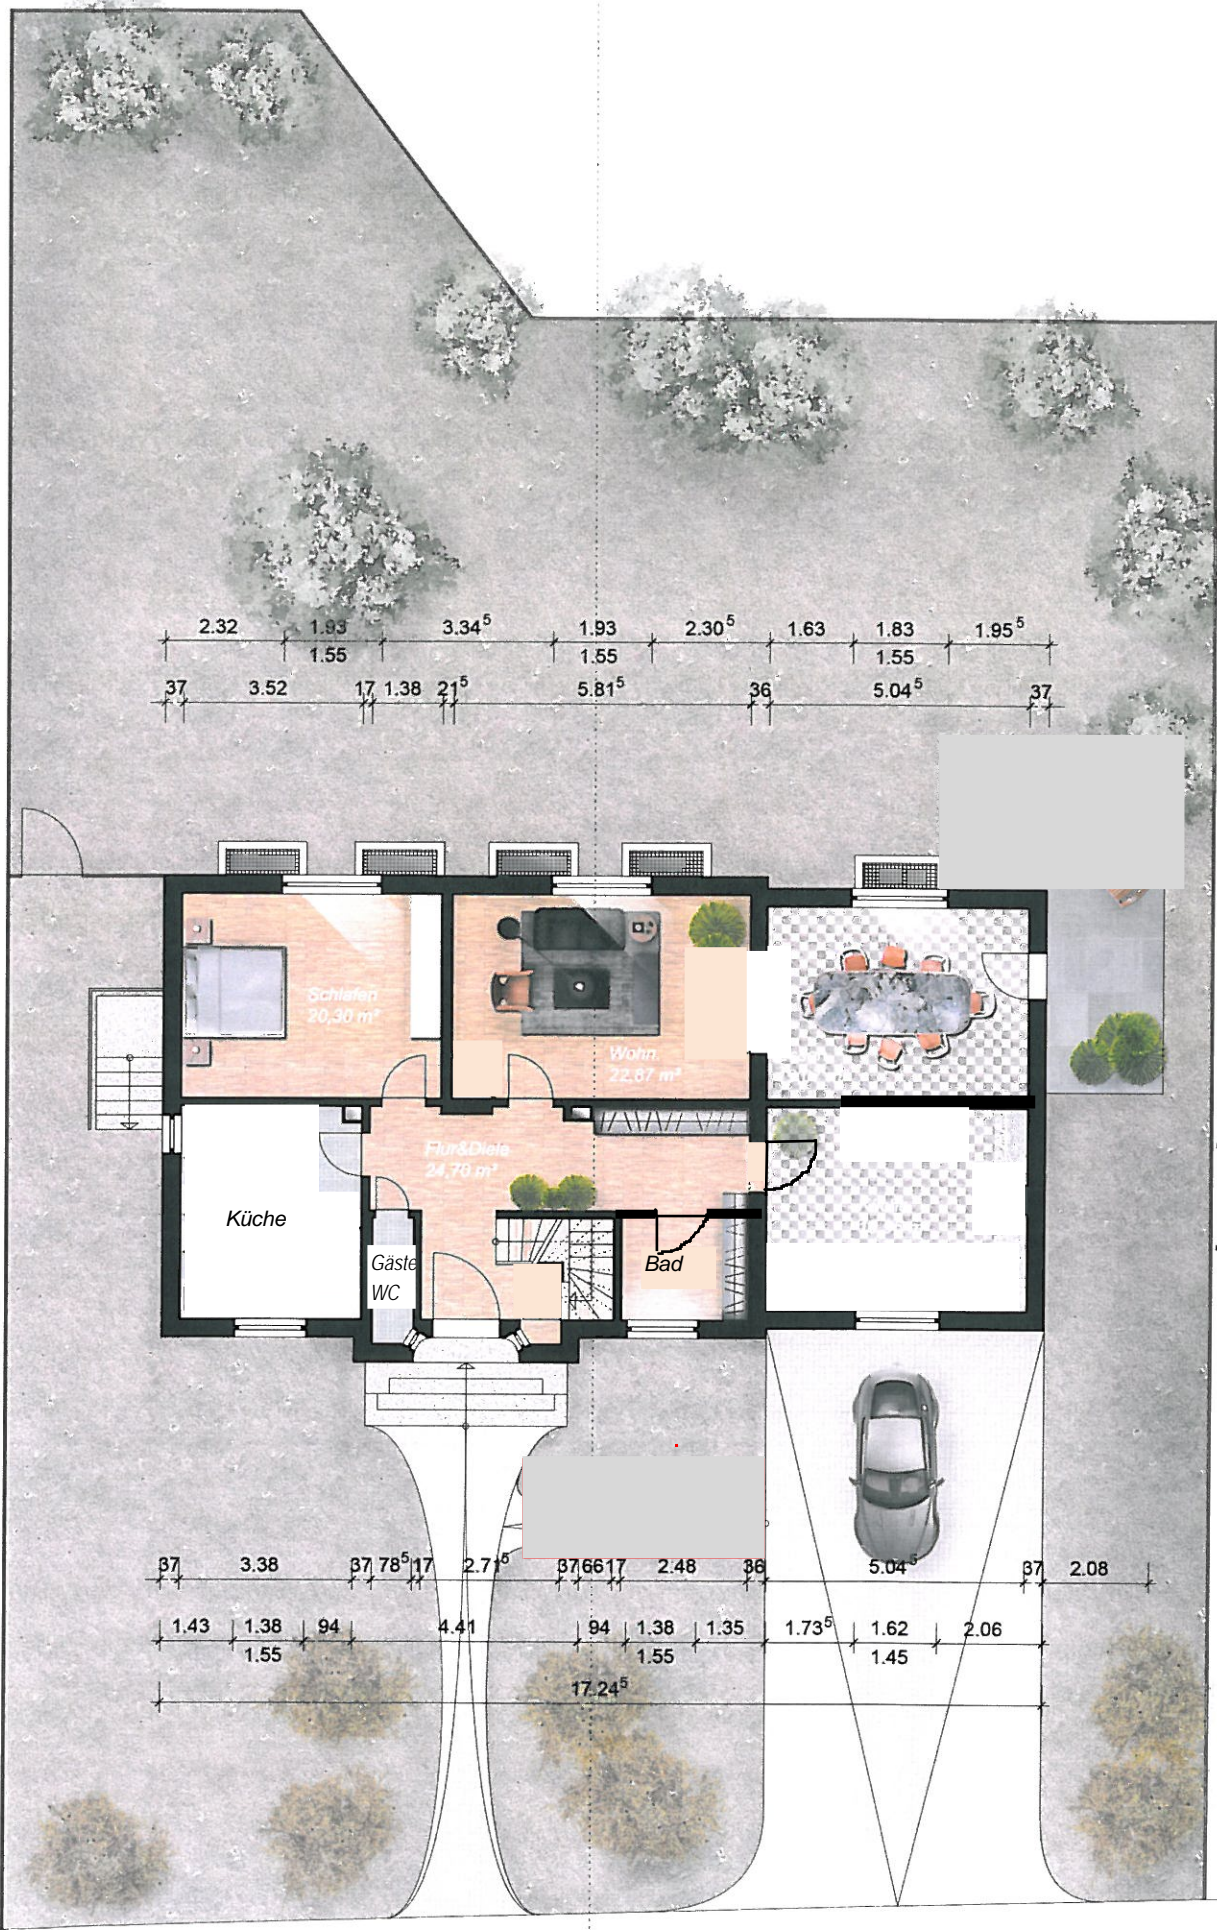 2.32 1.93 3.34⁵ 1.93 2.30⁵ 1.63 1.83 1.95⁵
1.55 1.55 1.55
37 3.52 17 1.38 21⁵ 5.81⁵ 36 5.04⁵ 37
Schlafen
20,30 m²
Wohn.
22,87 m²
Flur&Diele
24,70 m²
Küche
Gäste
WC
Bad
37 3.38 37 78⁵ 17 2.71⁵ 37 66 17 2.48 36 5.04⁵ 37 2.08
1.43 1.38 94 4.41 94 1.38 1.35 1.73⁵ 1.62 2.06
1.55 1.55 1.45
17.24⁵